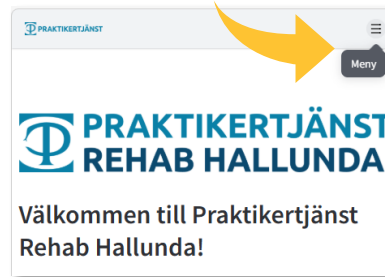 PRAKTIKERTJÄNST
Meny
PRAKTIKERTJÄNST
REHAB HALLUNDA
Välkommen till Praktikertjänst
Rehab Hallunda!